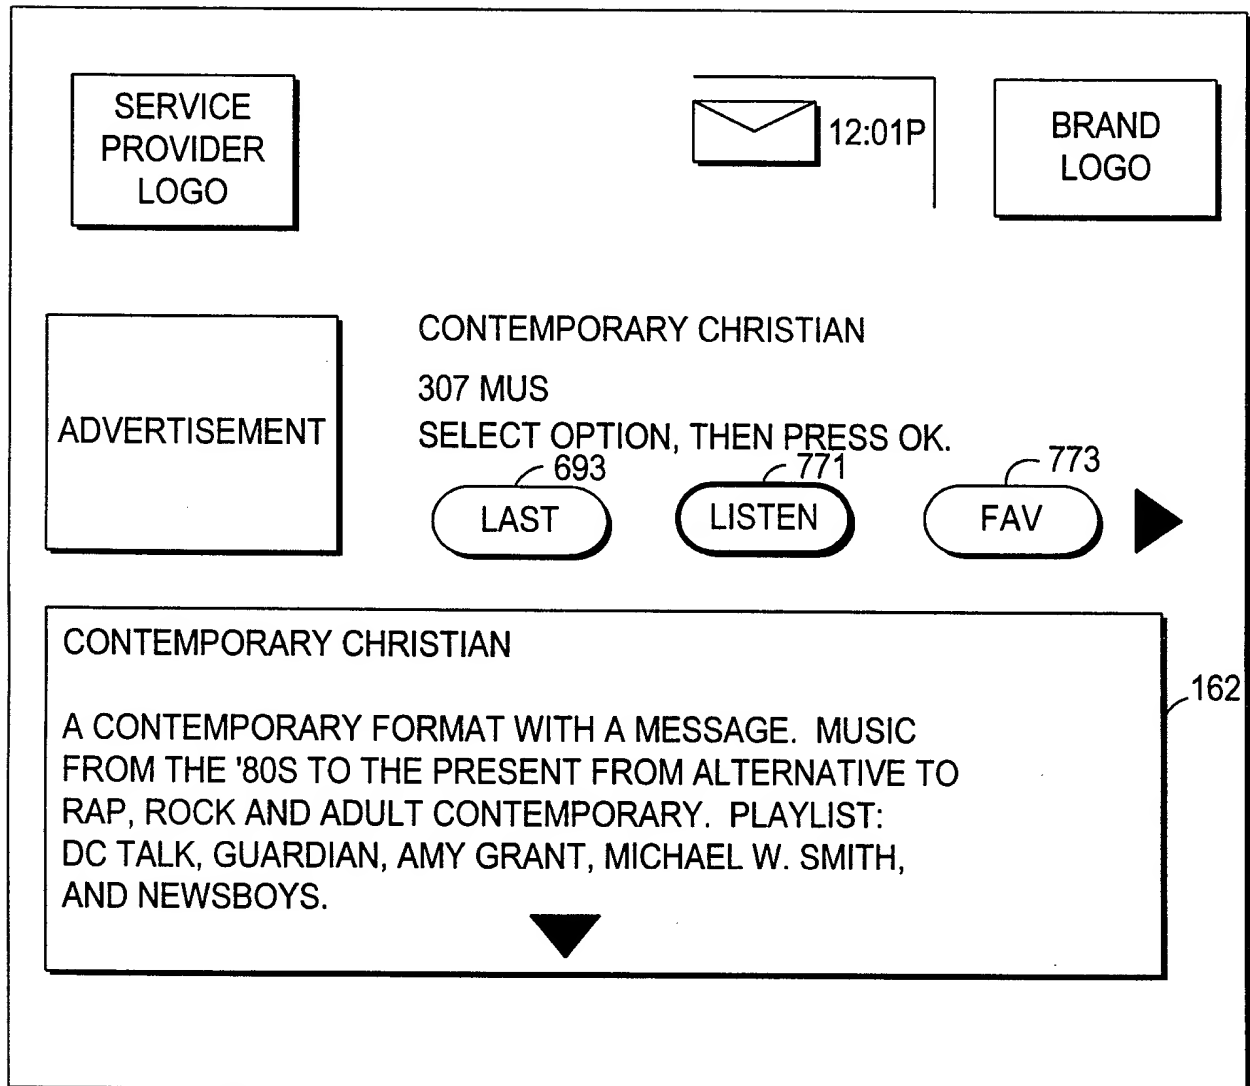 SERVICE
PROVIDER
LOGO
12:01P
BRAND
LOGO
ADVERTISEMENT
CONTEMPORARY CHRISTIAN
307 MUS
SELECT OPTION, THEN PRESS OK.
693
771
773
LAST
LISTEN
FAV
CONTEMPORARY CHRISTIAN
A CONTEMPORARY FORMAT WITH A MESSAGE. MUSIC
FROM THE '80S TO THE PRESENT FROM ALTERNATIVE TO
RAP, ROCK AND ADULT CONTEMPORARY. PLAYLIST:
DC TALK, GUARDIAN, AMY GRANT, MICHAEL W. SMITH,
AND NEWSBOYS.
162